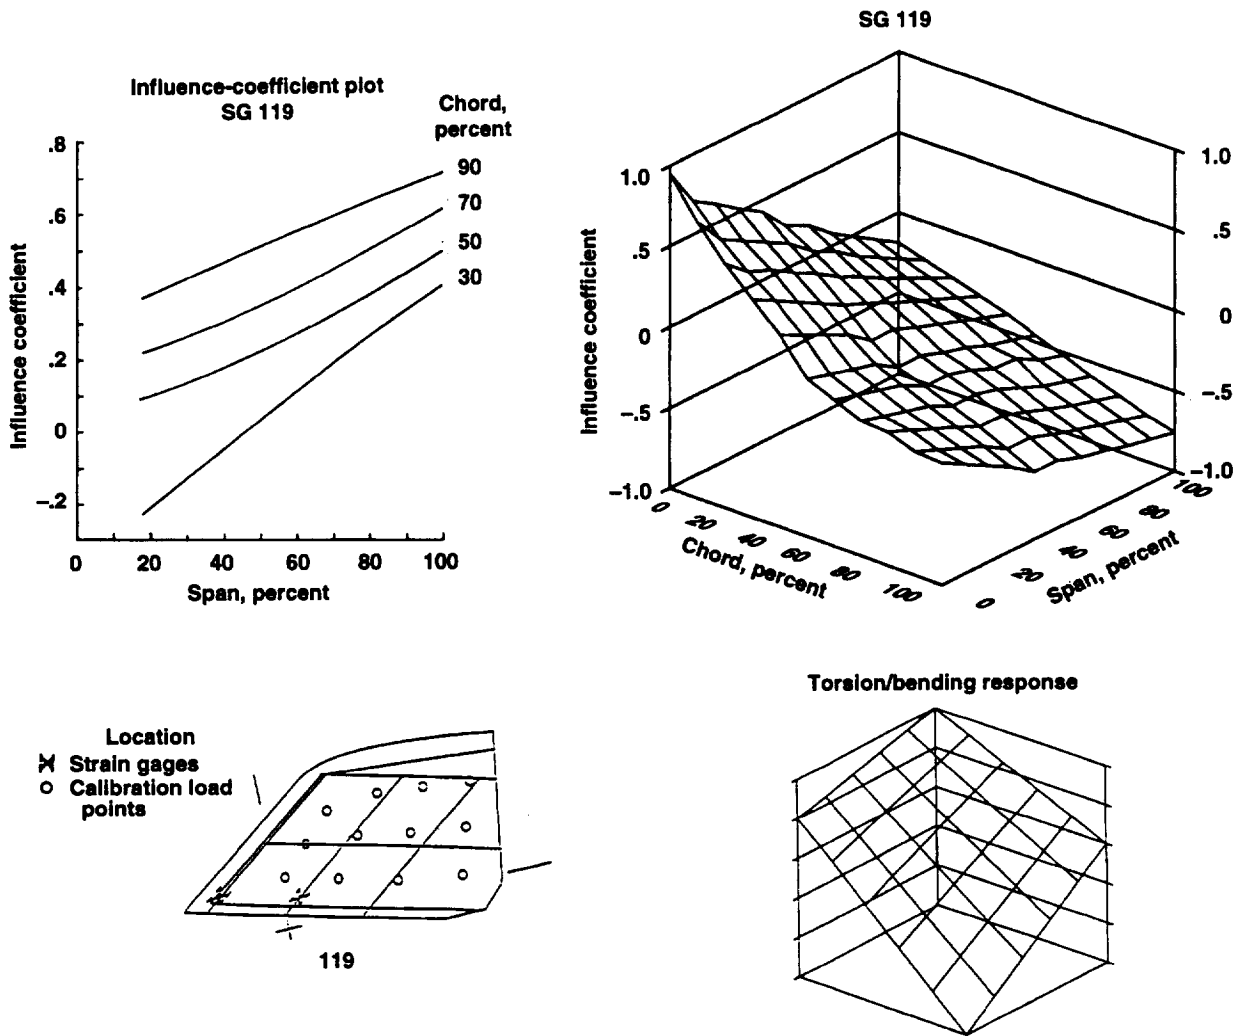 Influence-coefficient plot
SG 119
Chord,
percent
.8
.6
.4
.2
0
–.2
Influence coefficient
90
70
50
30
0 20 40 60 80 100
Span, percent
SG 119
1.0
.5
0
–.5
–1.0
Influence coefficient
1.0
.5
0
–.5
–1.0
0 20 40 60 80 100
Chord, percent
0 20 40 60 80 100
Span, percent
Location
Strain gages
Calibration load
points
119
Torsion/bending response